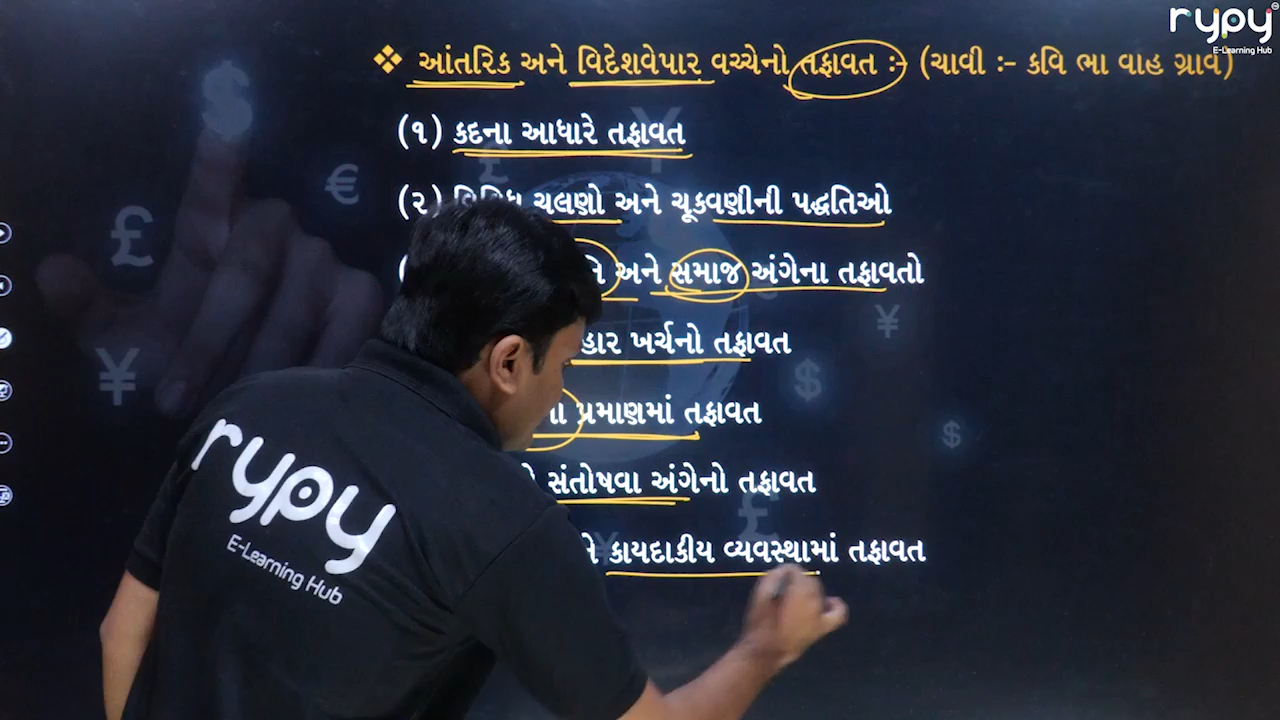 rypy
E-Learning Hub
❖ આંતરિક અને વિદેશવેપાર વચ્ચેનો તફાવત :- (ચાવી :- કવિ ભા વાહ ગ્રાવ)
(૧) કદના આધારે તફાવત
(૨) વિવિધ ચલણો અને ચૂકવણીની પદ્ધતિઓ
અને સમાજ અંગેના તફાવતો
ખર્ચનો તફાવત
પ્રમાણમાં તફાવત
સંતોષવા અંગેનો તફાવત
કાયદાકીય વ્યવસ્થામાં તફાવત
rypy
E-Learning Hub